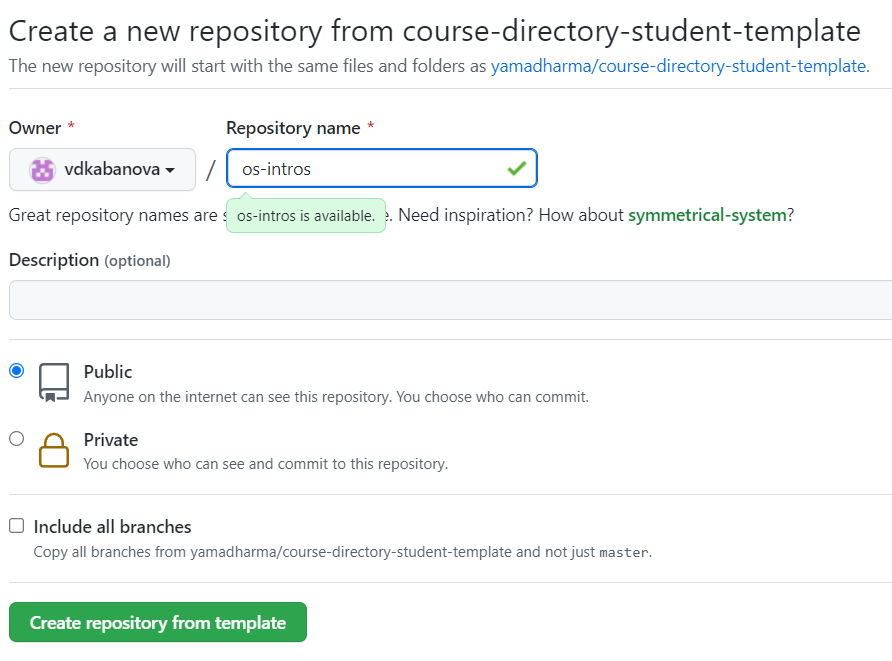 Create a new repository from course-directory-student-template
The new repository will start with the same files and folders as yamadharma/course-directory-student-template.
Owner * Repository name *
vdkabanova / os-intros
Great repository names are os-intros is available. . Need inspiration? How about symmetrical-system?
Description (optional)
Public
Anyone on the internet can see this repository. You choose who can commit.
Private
You choose who can see and commit to this repository.
Include all branches
Copy all branches from yamadharma/course-directory-student-template and not just master.
Create repository from template